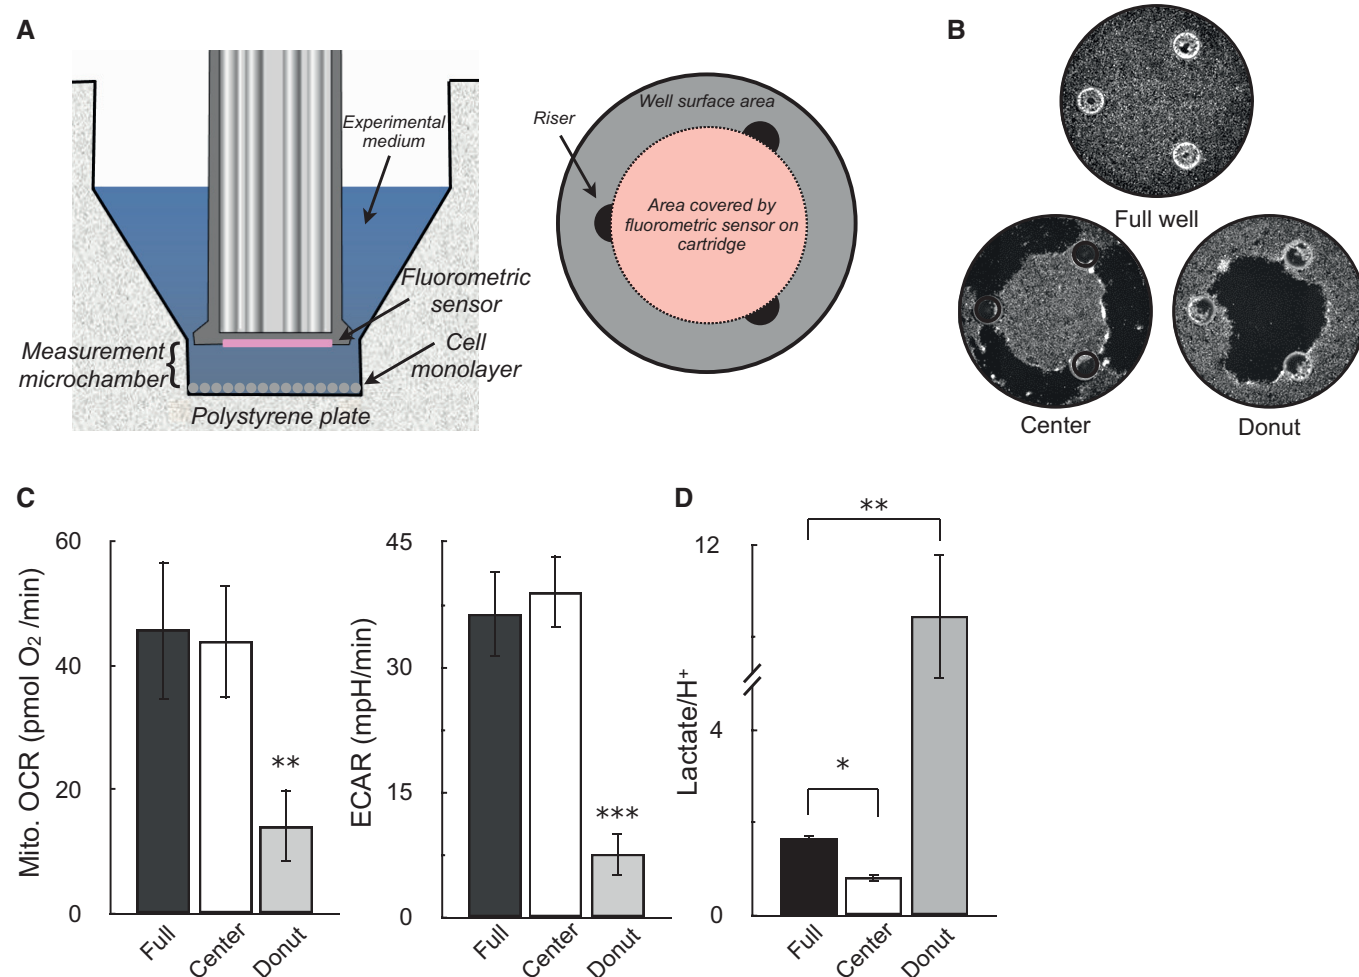 A
Experimental
medium
Fluorometric
sensor
Measurement
microchamber
{
Cell
monolayer
Polystyrene plate
Well surface area
Riser
Area covered by
fluorometric sensor on
cartridge
B
Full well
Center
Donut
C
Mito. OCR (pmol O₂ /min)
60
40
20
0
**
Full
Center
Donut
ECAR (mpH/min)
45
30
15
0
***
Full
Center
Donut
D
Lactate/H⁺
12
4
0
**
*
Full
Center
Donut